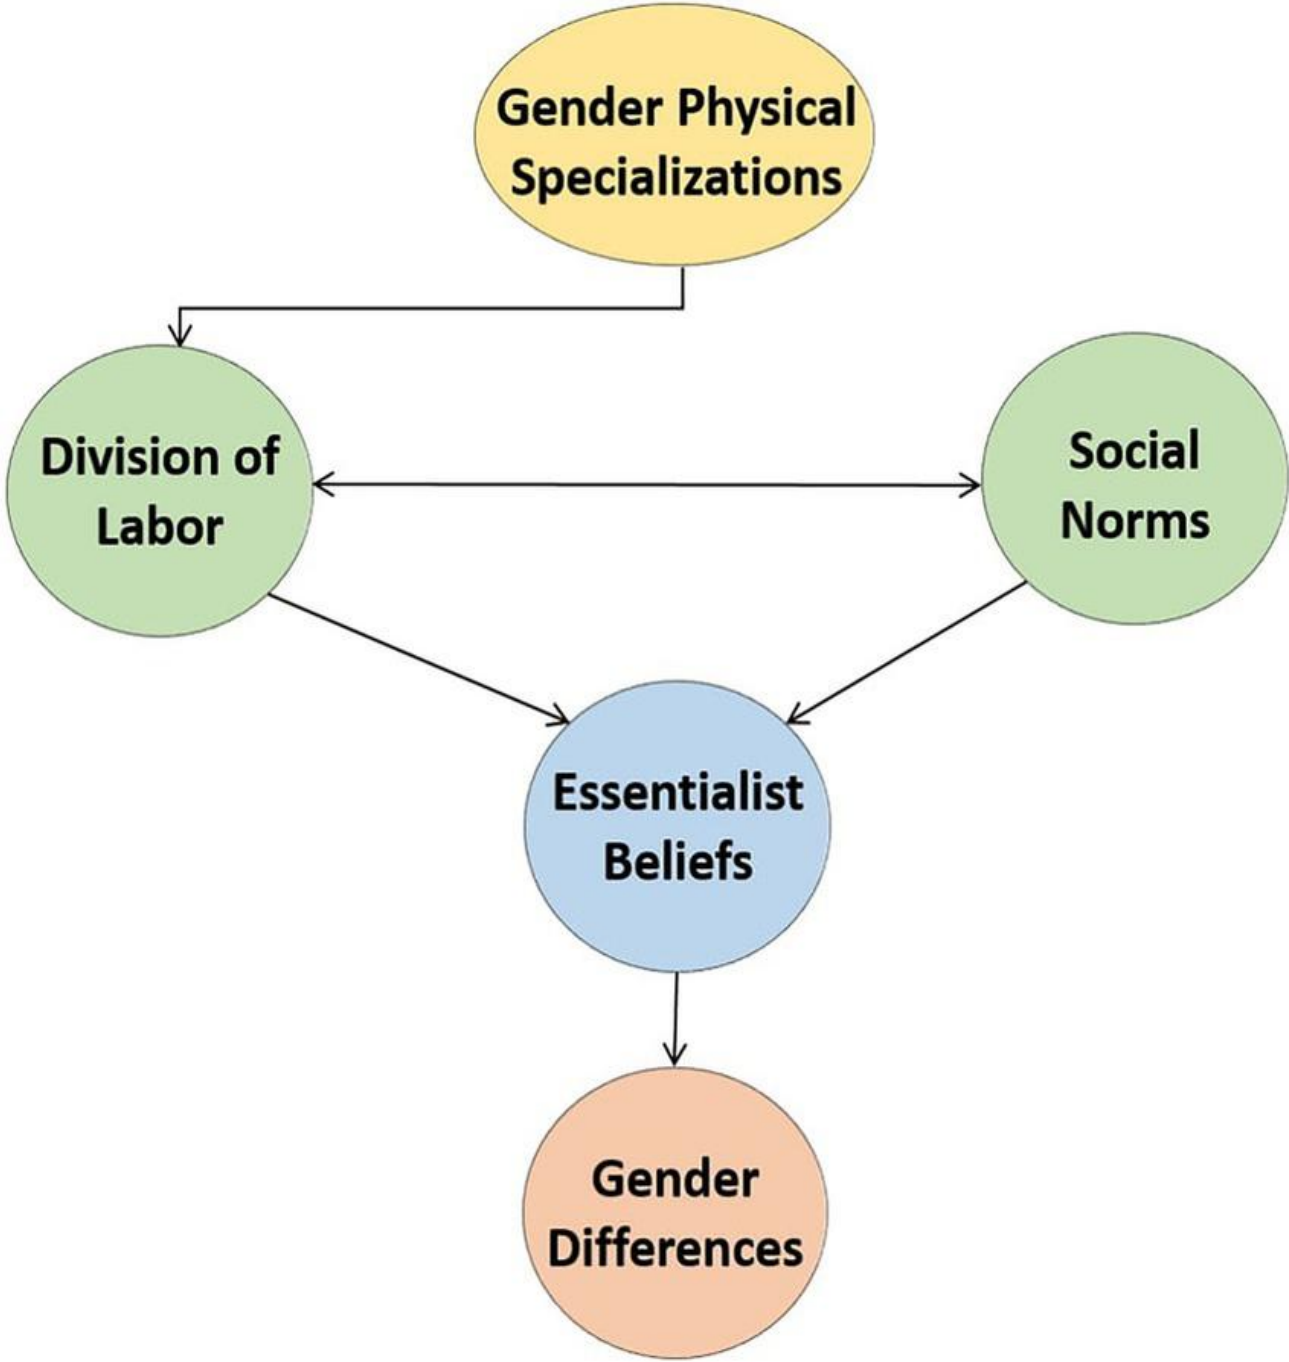 Gender Physical
Specializations
Division of
Labor
Social
Norms
Essentialist
Beliefs
Gender
Differences